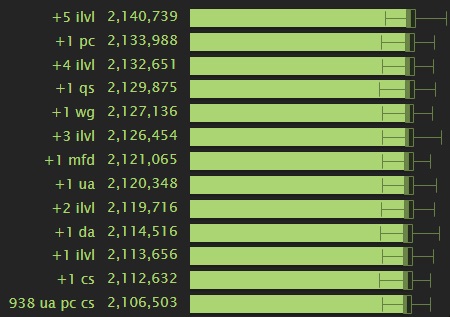 +5 ilvl 2,140,739
+1 pc 2,133,988
+4 ilvl 2,132,651
+1 qs 2,129,875
+1 wg 2,127,136
+3 ilvl 2,126,454
+1 mfd 2,121,065
+1 ua 2,120,348
+2 ilvl 2,119,716
+1 da 2,114,516
+1 ilvl 2,113,656
+1 cs 2,112,632
938 ua pc cs 2,106,503